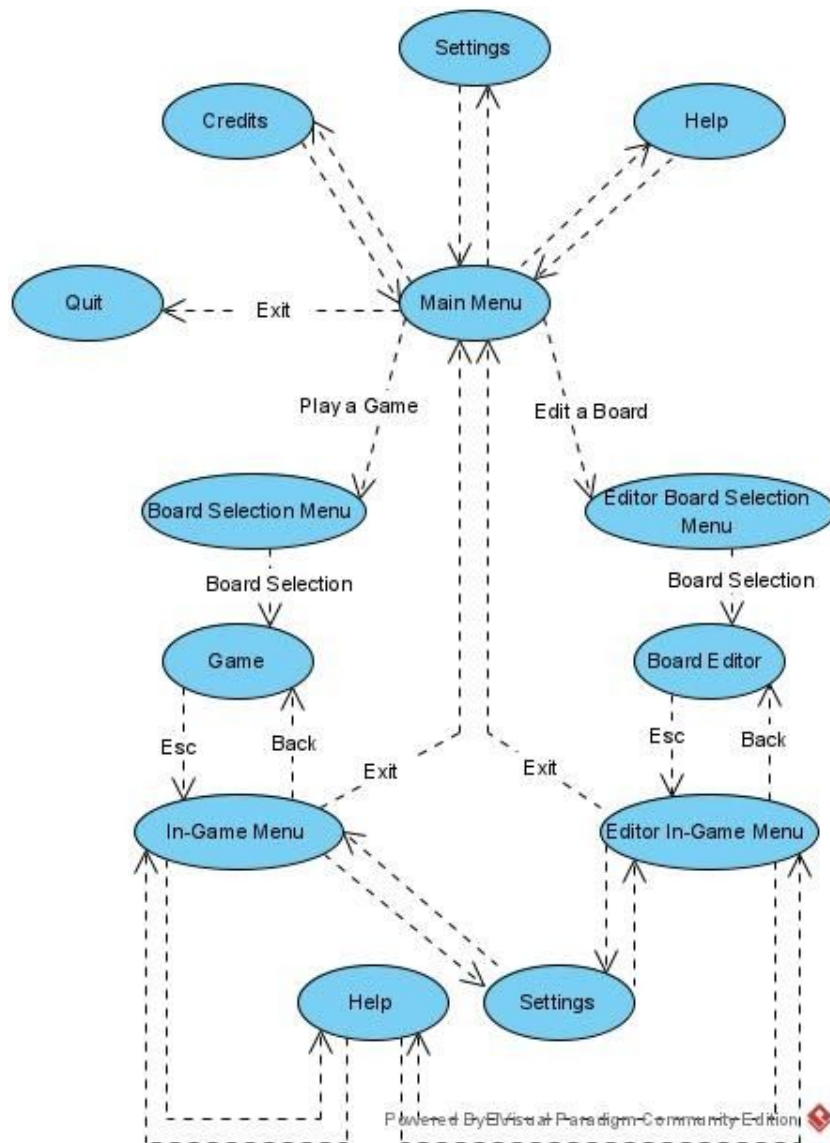 Settings
Credits
Help
Quit
Exit
Main Menu
Play a Game
Edit a Board
Board Selection Menu
Editor Board Selection
Menu
Board Selection
Board Selection
Game
Board Editor
Esc
Back
Esc
Back
Exit
Exit
In-Game Menu
Editor In-Game Menu
Help
Settings
Powered By Visual Paradigm Community Edition